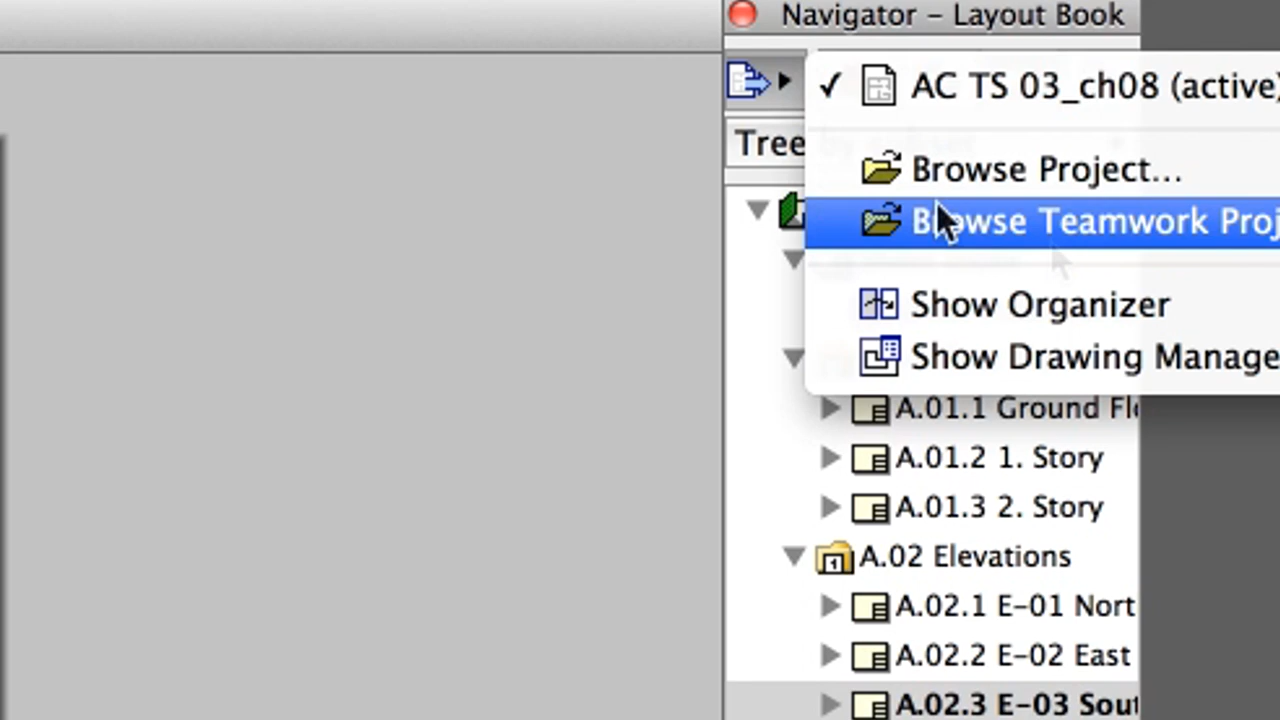 Navigator - Layout Book
AC TS 03_ch08 (active)
Tree
Browse Project...
Browse Teamwork Proj
Show Organizer
Show Drawing Manage
A.01.1 Ground Fl
A.01.2 1. Story
A.01.3 2. Story
A.02 Elevations
A.02.1 E-01 Nort
A.02.2 E-02 East
A.02.3 E-03 Sout